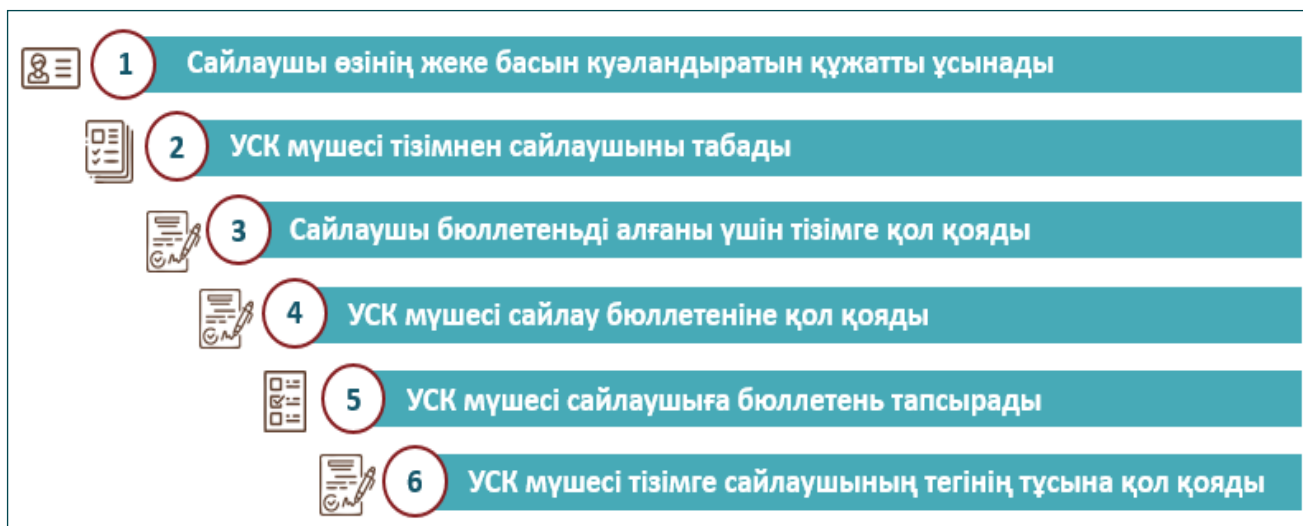 1 Сайлаушы өзінің жеке басын куәландыратын құжатты ұсынады
2 УСК мүшесі тізімнен сайлаушыны табады
3 Сайлаушы бюллетеньді алғаны үшін тізімге қол қояды
4 УСК мүшесі сайлау бюллетеніне қол қояды
5 УСК мүшесі сайлаушыға бюллетень тапсырады
6 УСК мүшесі тізімге сайлаушының тегінің тұсына қол қояды